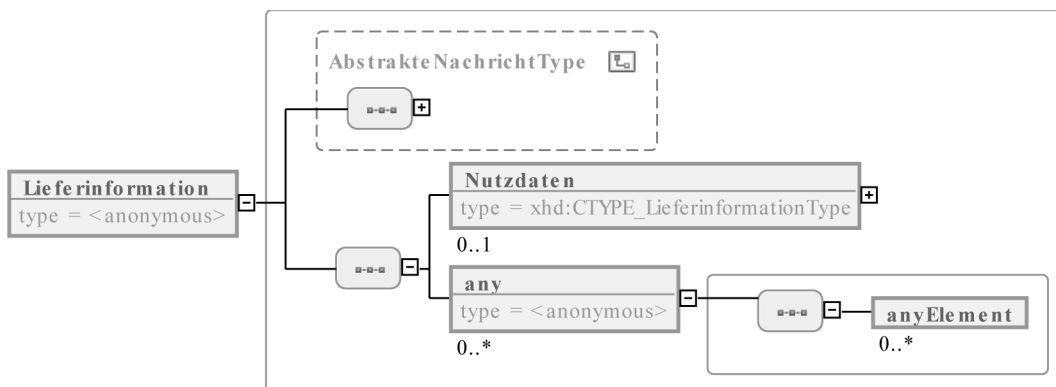 AbstrakteNachrichtType
Lieferinformation
type = <anonymous>
Nutzdaten
type = xhd:CTYPE_LieferinformationType
0..1
any
type = <anonymous>
0..*
anyElement
0..*